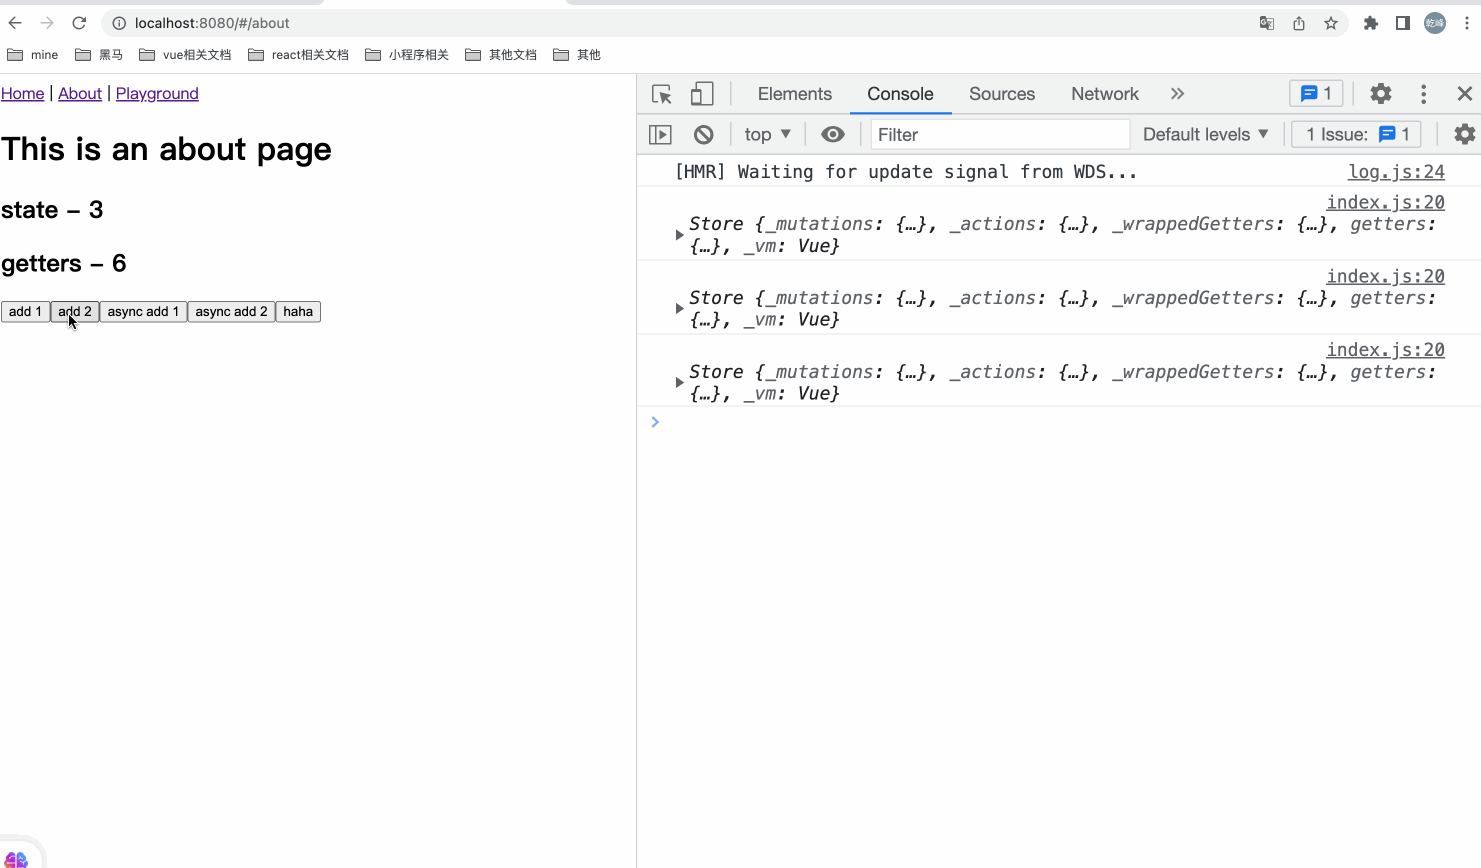 localhost:8080/#/about
乾峰
mine 黑马 vue相关文档 react相关文档 小程序相关 其他文档 其他
Home | About | Playground
This is an about page
state – 3
getters – 6
add 1 add 2 async add 1 async add 2 haha
Elements Console Sources Network » 1
top ▼ Filter Default levels ▼ 1 Issue: 1
[HMR] Waiting for update signal from WDS... log.js:24
index.js:20
Store {_mutations: {…}, _actions: {…}, _wrappedGetters: {…}, getters:
{…}, _vm: Vue}
index.js:20
Store {_mutations: {…}, _actions: {…}, _wrappedGetters: {…}, getters:
{…}, _vm: Vue}
index.js:20
Store {_mutations: {…}, _actions: {…}, _wrappedGetters: {…}, getters:
{…}, _vm: Vue}